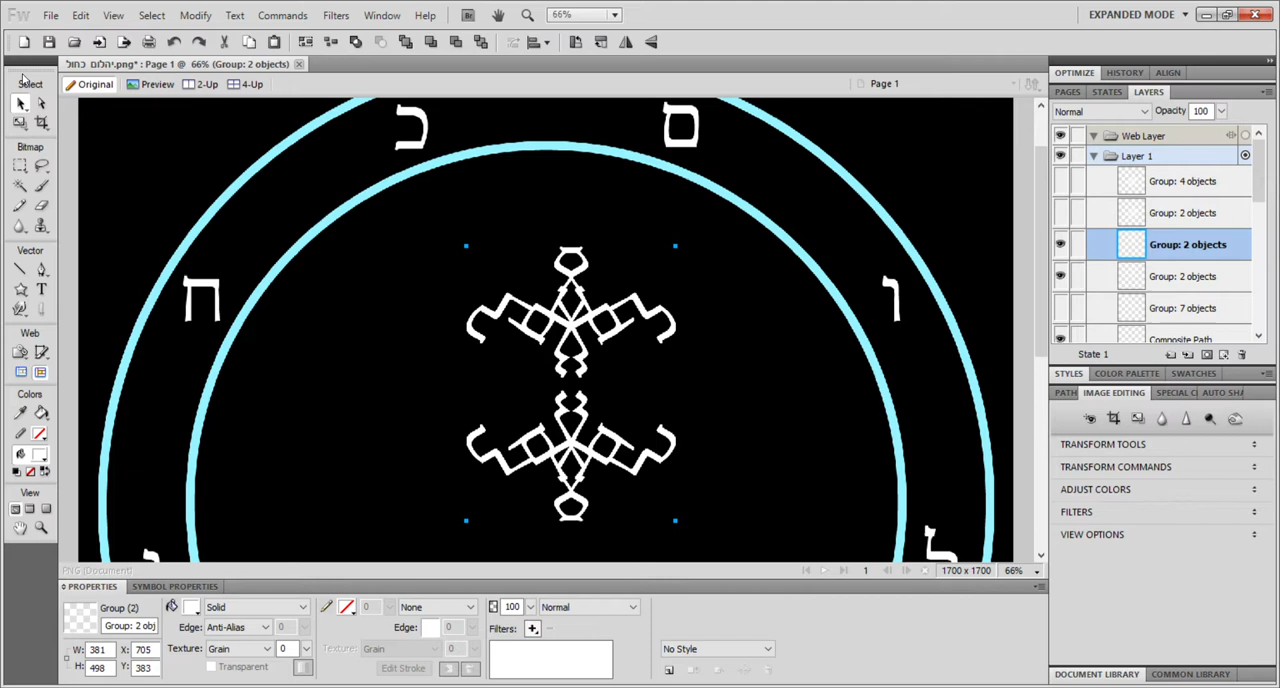 Fw File Edit View Select Modify Text Commands Filters Window Help Br 66% EXPANDED MODE
יהלום כחול.png* : Page 1 @ 66% (Group: 2 objects)
Original Preview 2-Up 4-Up Page 1
Select
Bitmap
Vector
Web
Colors
View
כ ם
ח ו
י ל
OPTIMIZE HISTORY ALIGN
PAGES STATES LAYERS
Normal Opacity 100
Web Layer
Layer 1
Group: 4 objects
Group: 2 objects
Group: 2 objects
Group: 2 objects
Group: 7 objects
Composite Path
State 1
STYLES COLOR PALETTE SWATCHES
PATH IMAGE EDITING SPECIAL C AUTO SHA
TRANSFORM TOOLS
TRANSFORM COMMANDS
ADJUST COLORS
FILTERS
VIEW OPTIONS
PNG (Document) 1 1700 x 1700 66%
PROPERTIES SYMBOL PROPERTIES
Group (2) Solid 0 None 100 Normal
Group: 2 obj Edge: Anti-Alias 0 Edge: 0 Filters:
W: 381 X: 705 Texture: Grain 0 Texture: Grain 0 No Style
H: 498 Y: 383 Transparent Edit Stroke
DOCUMENT LIBRARY COMMON LIBRARY